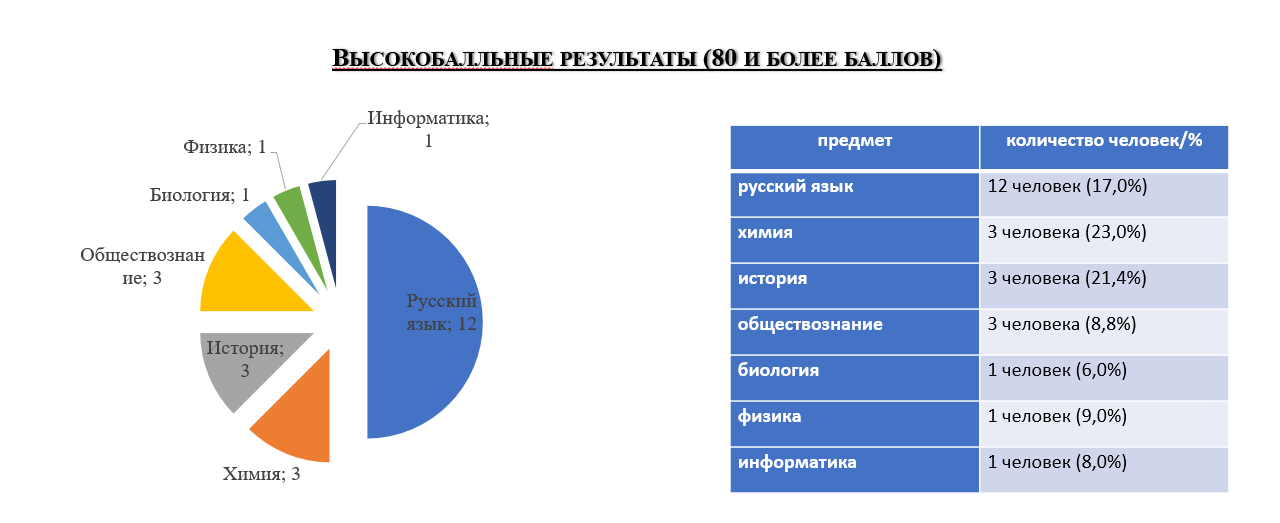 ВЫСОКОБАЛЛЬНЫЕ РЕЗУЛЬТАТЫ (80 И БОЛЕЕ БАЛЛОВ)
Информатика;
1
Физика; 1
Биология; 1
Обществознан
ие; 3
Русский
язык; 12
История;
3
Химия; 3
предмет количество человек/%
русский язык 12 человек (17,0%)
химия 3 человека (23,0%)
история 3 человека (21,4%)
обществознание 3 человека (8,8%)
биология 1 человек (6,0%)
физика 1 человек (9,0%)
информатика 1 человек (8,0%)